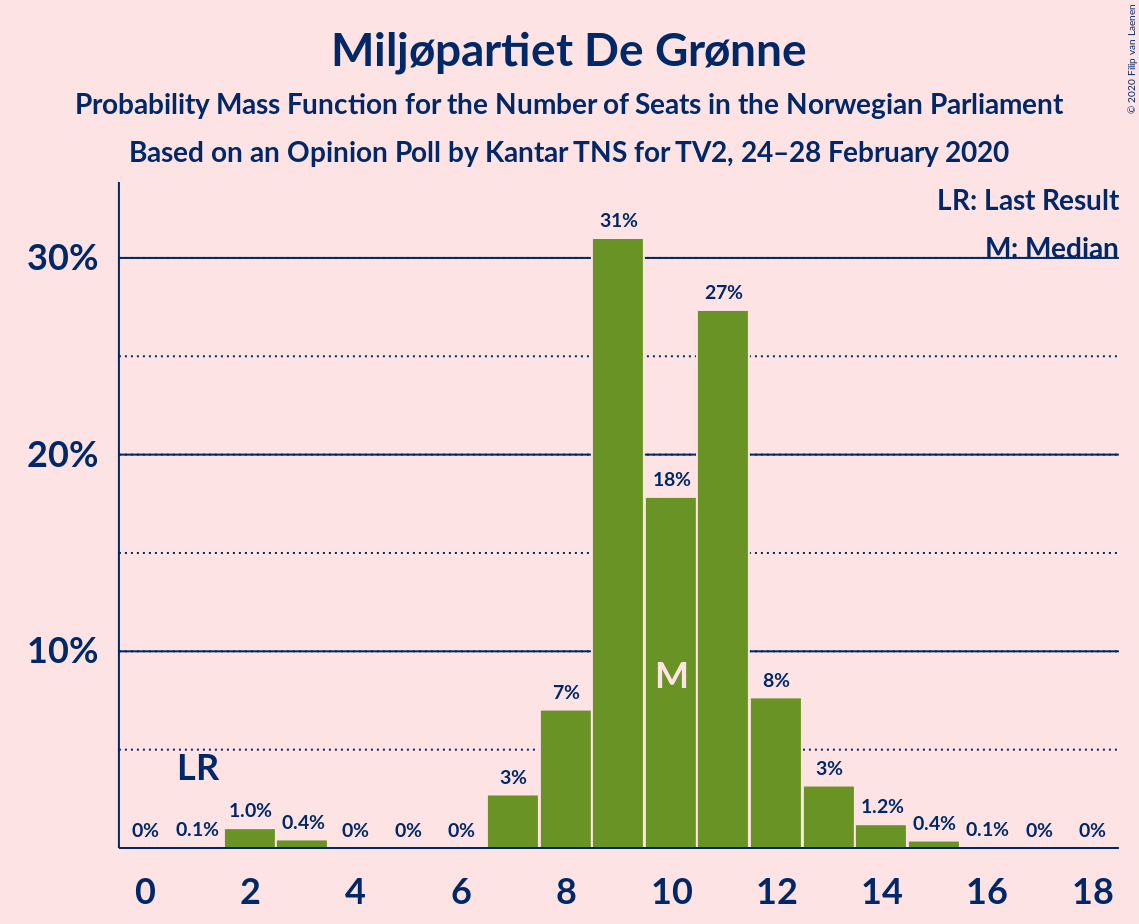 Miljøpartiet De Grønne
Probability Mass Function for the Number of Seats in the Norwegian Parliament
Based on an Opinion Poll by Kantar TNS for TV2, 24–28 February 2020
© 2020 Filip van Laenen
LR: Last Result
M: Median
30%
20%
10%
0%
0.1%
1.0%
0.4%
0%
0%
0%
3%
7%
31%
18%
27%
8%
3%
1.2%
0.4%
0.1%
0%
0%
LR
M
0 2 4 6 8 10 12 14 16 18